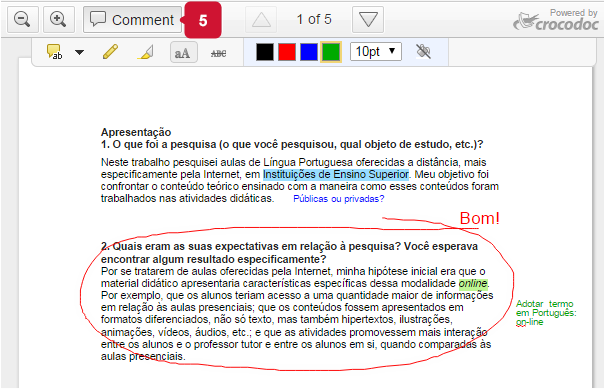 Comment 5 1 of 5 Powered by
crocodoc
ab aA ABC 10pt
Apresentação
1. O que foi a pesquisa (o que você pesquisou, qual objeto de estudo, etc.)?
Neste trabalho pesquisei aulas de Língua Portuguesa oferecidas a distância, mais
especificamente pela Internet, em Instituições de Ensino Superior. Meu objetivo foi
confrontar o conteúdo teórico ensinado com a maneira como esses conteúdos foram
trabalhados nas atividades didáticas. Públicas ou privadas?
Bom!
2. Quais eram as suas expectativas em relação à pesquisa? Você esperava
encontrar algum resultado especificamente?
Por se tratarem de aulas oferecidas pela Internet, minha hipótese inicial era que o
material didático apresentaria características específicas dessa modalidade online.
Por exemplo, que os alunos teriam acesso a uma quantidade maior de informações
em relação às aulas presenciais; que os conteúdos fossem apresentados em
formatos diferenciados, não só texto, mas também hipertextos, ilustrações,
animações, vídeos, áudios, etc.; e que as atividades promovessem mais interação
entre os alunos e o professor tutor e entre os alunos em si, quando comparadas às
aulas presenciais.
Adotar termo
em Português:
on-line